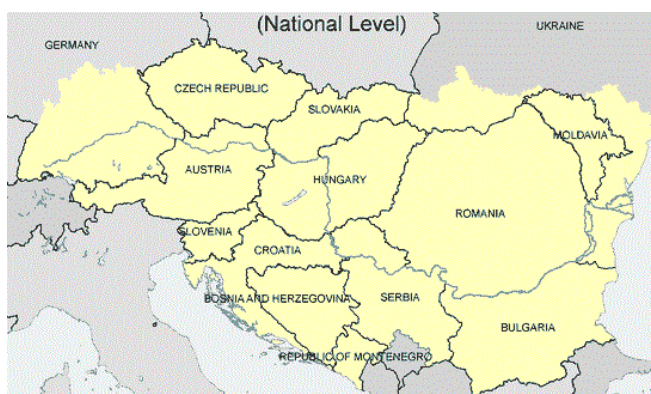 (National Level)
GERMANY
UKRAINE
CZECH REPUBLIC
SLOVAKIA
MOLDAVIA
AUSTRIA
HUNGARY
ROMANIA
SLOVENIA
CROATIA
BOSNIA AND HERZEGOVINA
SERBIA
BULGARIA
REPUBLIC OF MONTENEGRO